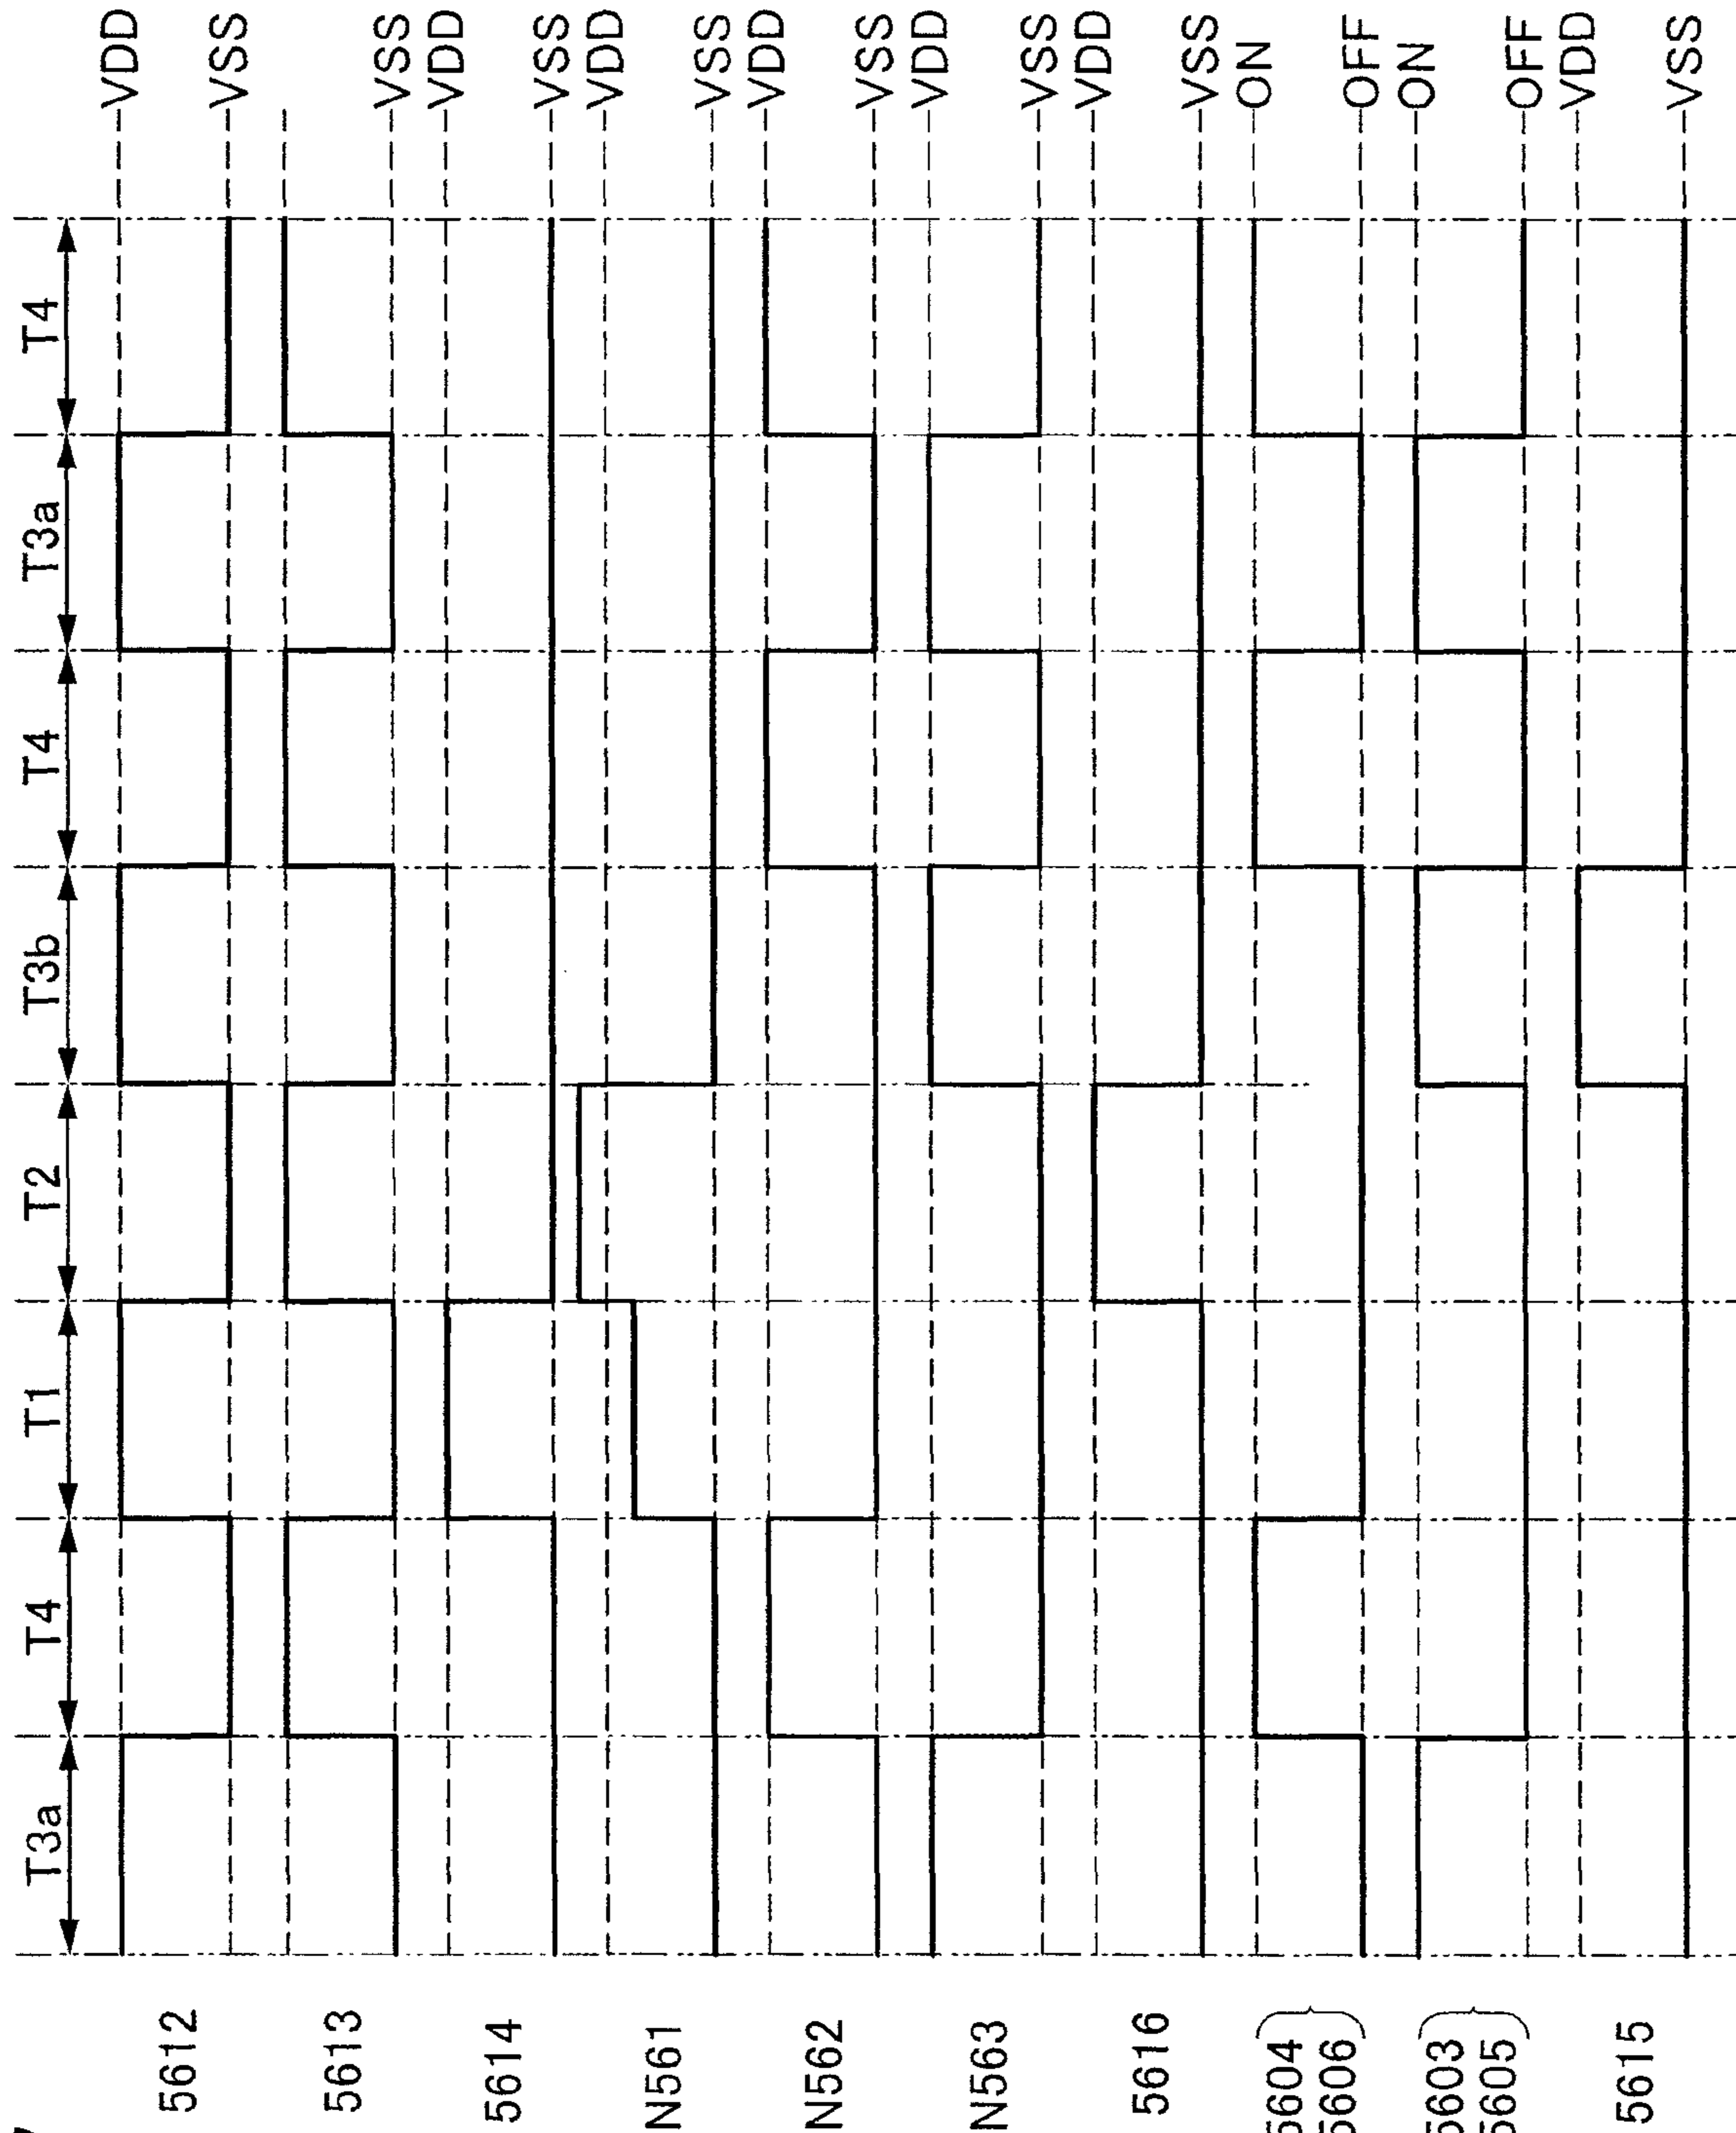 T3a T4 T1 T2 T3b T4 T3a T4
5612 VDD
VSS
5613
VSS
5614 VDD
VSS
N561 VDD
VSS
N562 VDD
VSS
N563 VDD
VSS
5616 VDD
VSS
5604 ON
5606 OFF
5603 ON
5605 OFF
5615 VDD
VSS